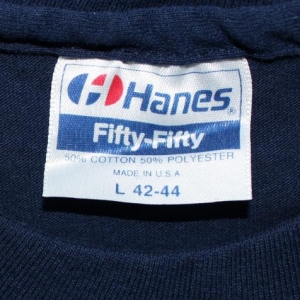 Hanes®
Fifty-Fifty
50% COTTON 50% POLYESTER
MADE IN U.S.A
L 42-44